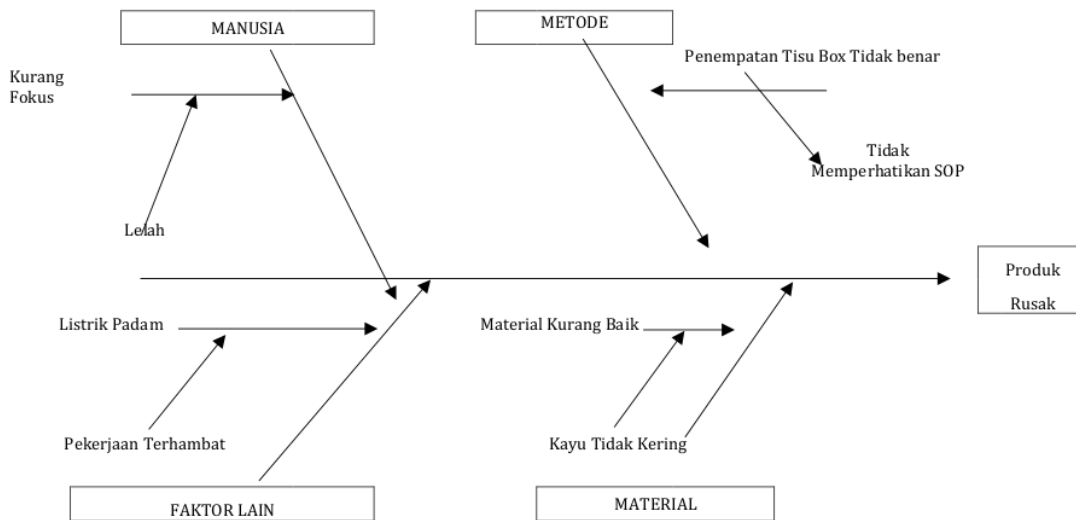 MANUSIA
METODE
Kurang
Fokus
Penempatan Tisu Box Tidak benar
Tidak
Memperhatikan SOP
Lelah
Produk
Rusak
Listrik Padam
Material Kurang Baik
Pekerjaan Terhambat
Kayu Tidak Kering
FAKTOR LAIN
MATERIAL